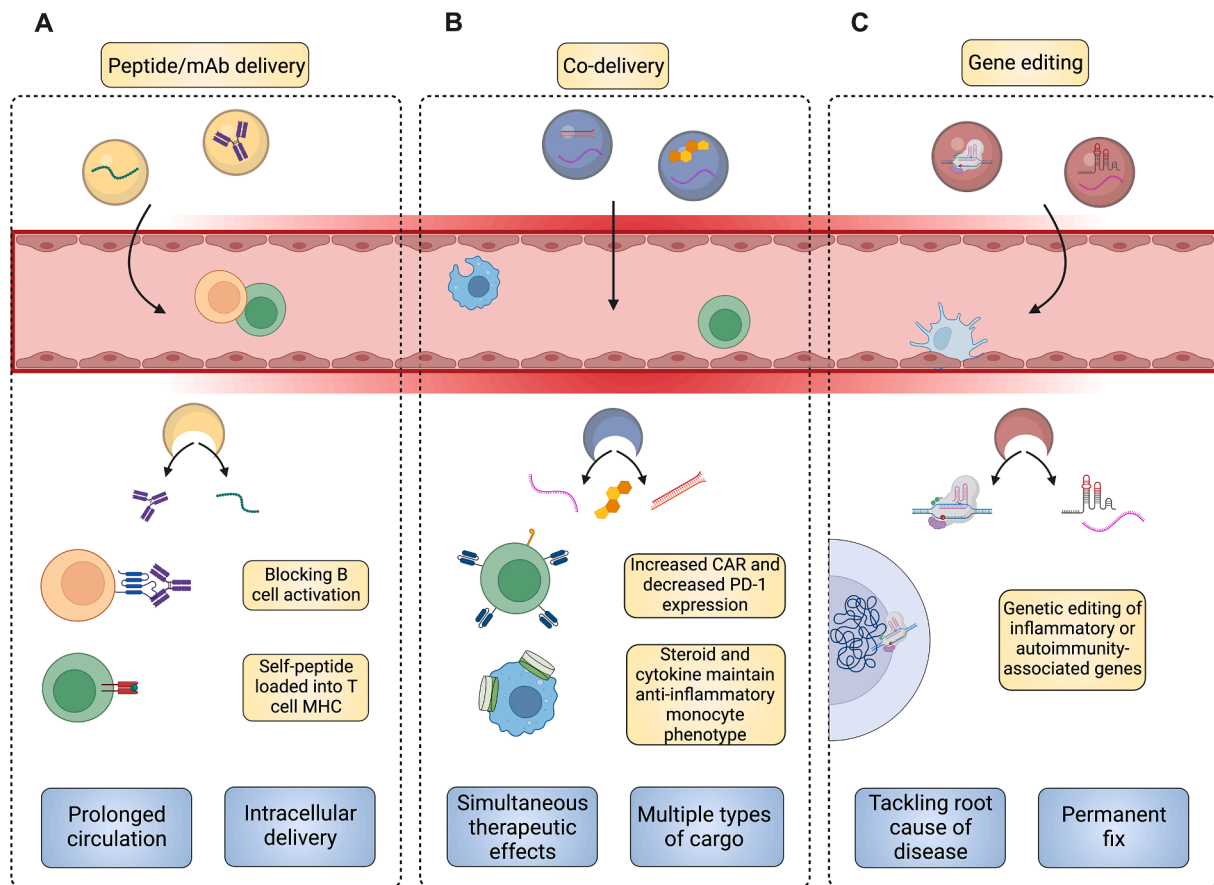 A
B
C
Peptide/mAb delivery
Co-delivery
Gene editing
Blocking B
cell activation
Self-peptide
loaded into T
cell MHC
Increased CAR and
decreased PD-1
expression
Steroid and
cytokine maintain
anti-inflammatory
monocyte
phenotype
Genetic editing of
inflammatory or
autoimmunity-
associated genes
Prolonged
circulation
Intracellular
delivery
Simultaneous
therapeutic
effects
Multiple types
of cargo
Tackling root
cause of
disease
Permanent
fix